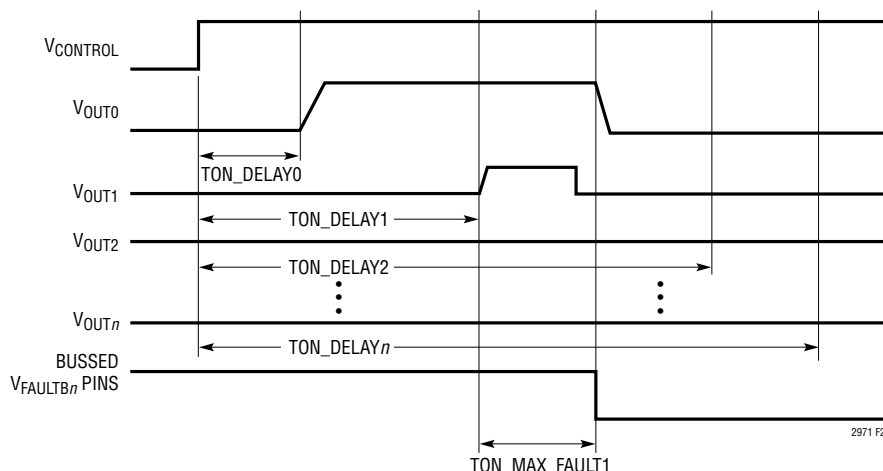 VCONTROL
VOUT0
TON_DELAY0
VOUT1
TON_DELAY1
VOUT2
TON_DELAY2
VOUTn
TON_DELAYn
BUSSED
VFAULTBn PINS
2971 F2
TON_MAX_FAULT1